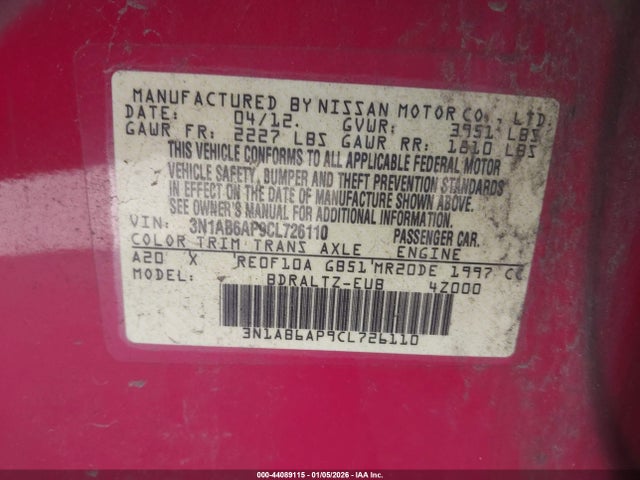 MANUFACTURED BY NISSAN MOTOR CO., LTD.
DATE: 04/12. GVWR: 3951 LBS
GAWR FR: 2227 LBS GAWR RR: 1810 LBS
THIS VEHICLE CONFORMS TO ALL APPLICABLE FEDERAL MOTOR
VEHICLE SAFETY, BUMPER AND THEFT PREVENTION STANDARDS
IN EFFECT ON THE DATE OF MANUFACTURE SHOWN ABOVE.
SEE OWNER'S MANUAL FOR ADDITIONAL INFORMATION.
VIN: 3N1AB6AP9CL726110 PASSENGER CAR.
COLOR TRIM TRANS AXLE ENGINE
A20 X RE0F10A GB51 MR20DE 1997 CC
MODEL: BDRALTZ-EUB 4Z000
3N1AB6AP9CL726110
000-44089115 - 01/05/2026 - IAA Inc.